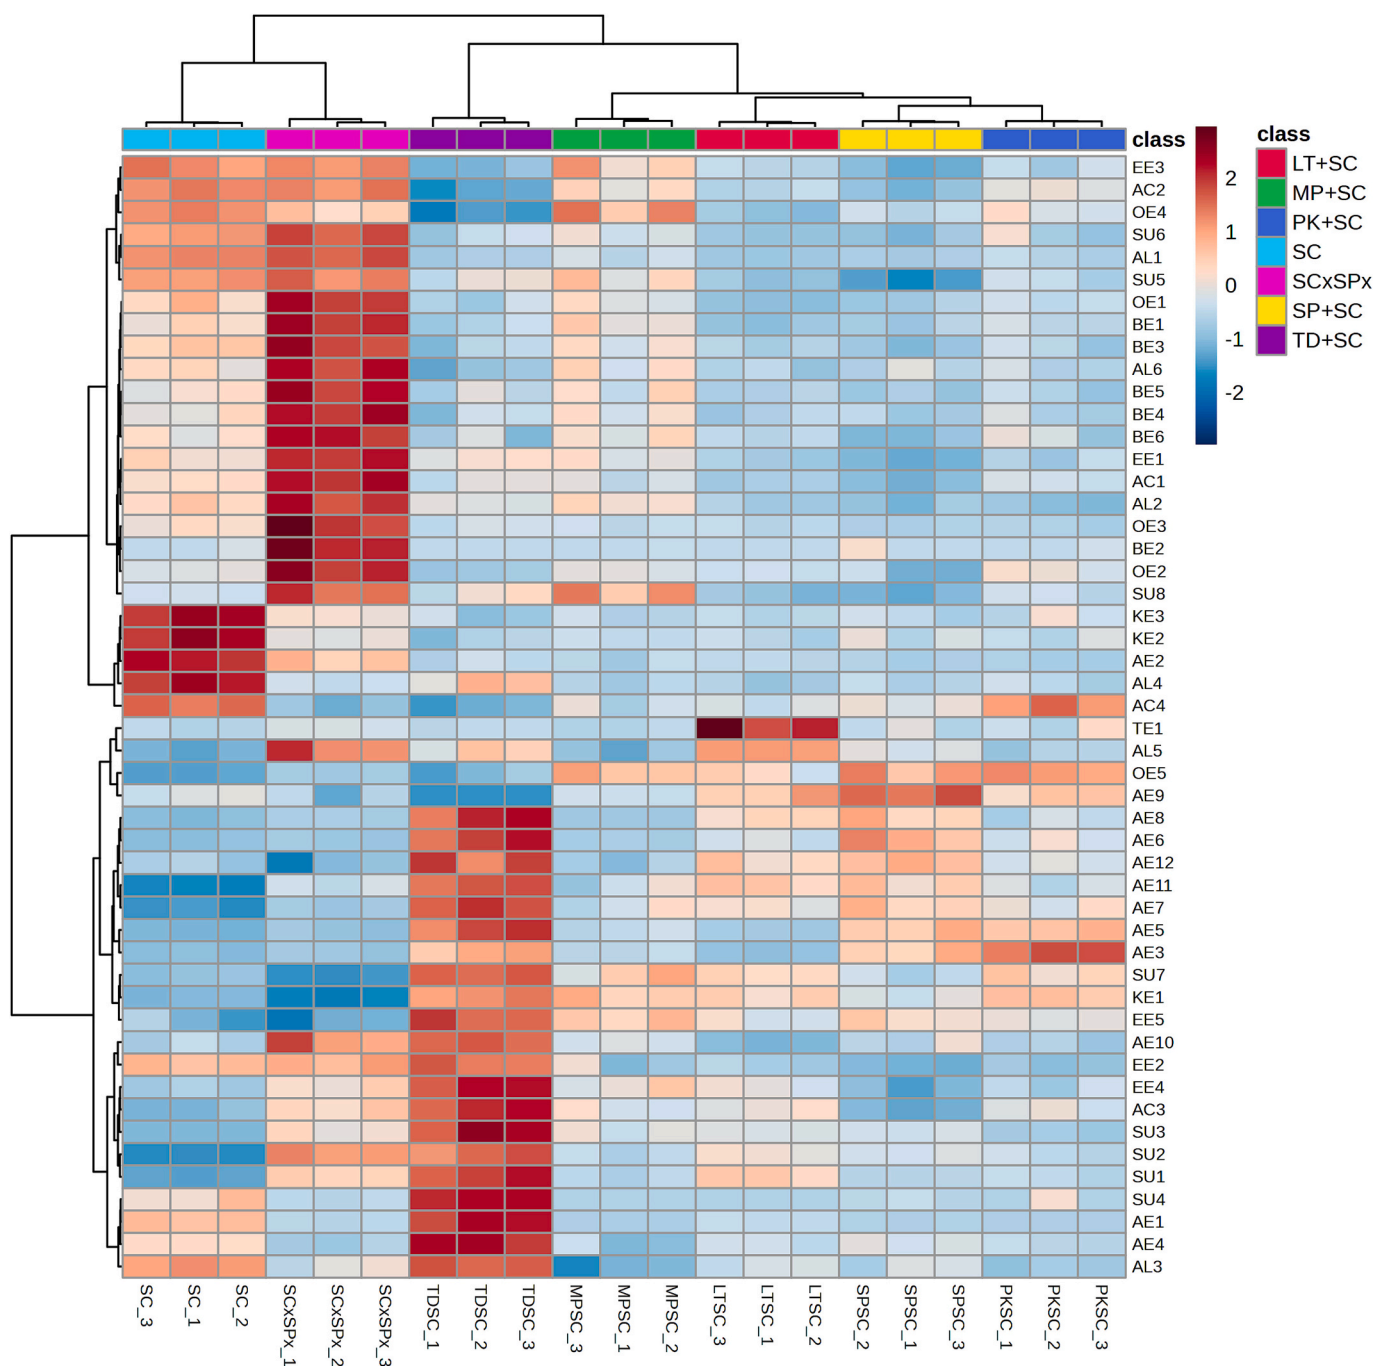 class
EE3
AC2
OE4
SU6
AL1
SU5
OE1
BE1
BE3
AL6
BE5
BE4
BE6
EE1
AC1
AL2
OE3
BE2
OE2
SU8
KE3
KE2
AE2
AL4
AC4
TE1
AL5
OE5
AE9
AE8
AE6
AE12
AE11
AE7
AE5
AE3
SU7
KE1
EE5
AE10
EE2
EE4
AC3
SU3
SU2
SU1
SU4
AE1
AE4
AL3
2
1
0
-1
-2
class
LT+SC
MP+SC
PK+SC
SC
SCxSPx
SP+SC
TD+SC
SC_3
SC_1
SC_2
SCxSPx_1
SCxSPx_2
SCxSPx_3
TDSC_1
TDSC_2
TDSC_3
MPSC_3
MPSC_1
MPSC_2
LTSC_3
LTSC_1
LTSC_2
SPSC_2
SPSC_1
SPSC_3
PKSC_1
PKSC_2
PKSC_3